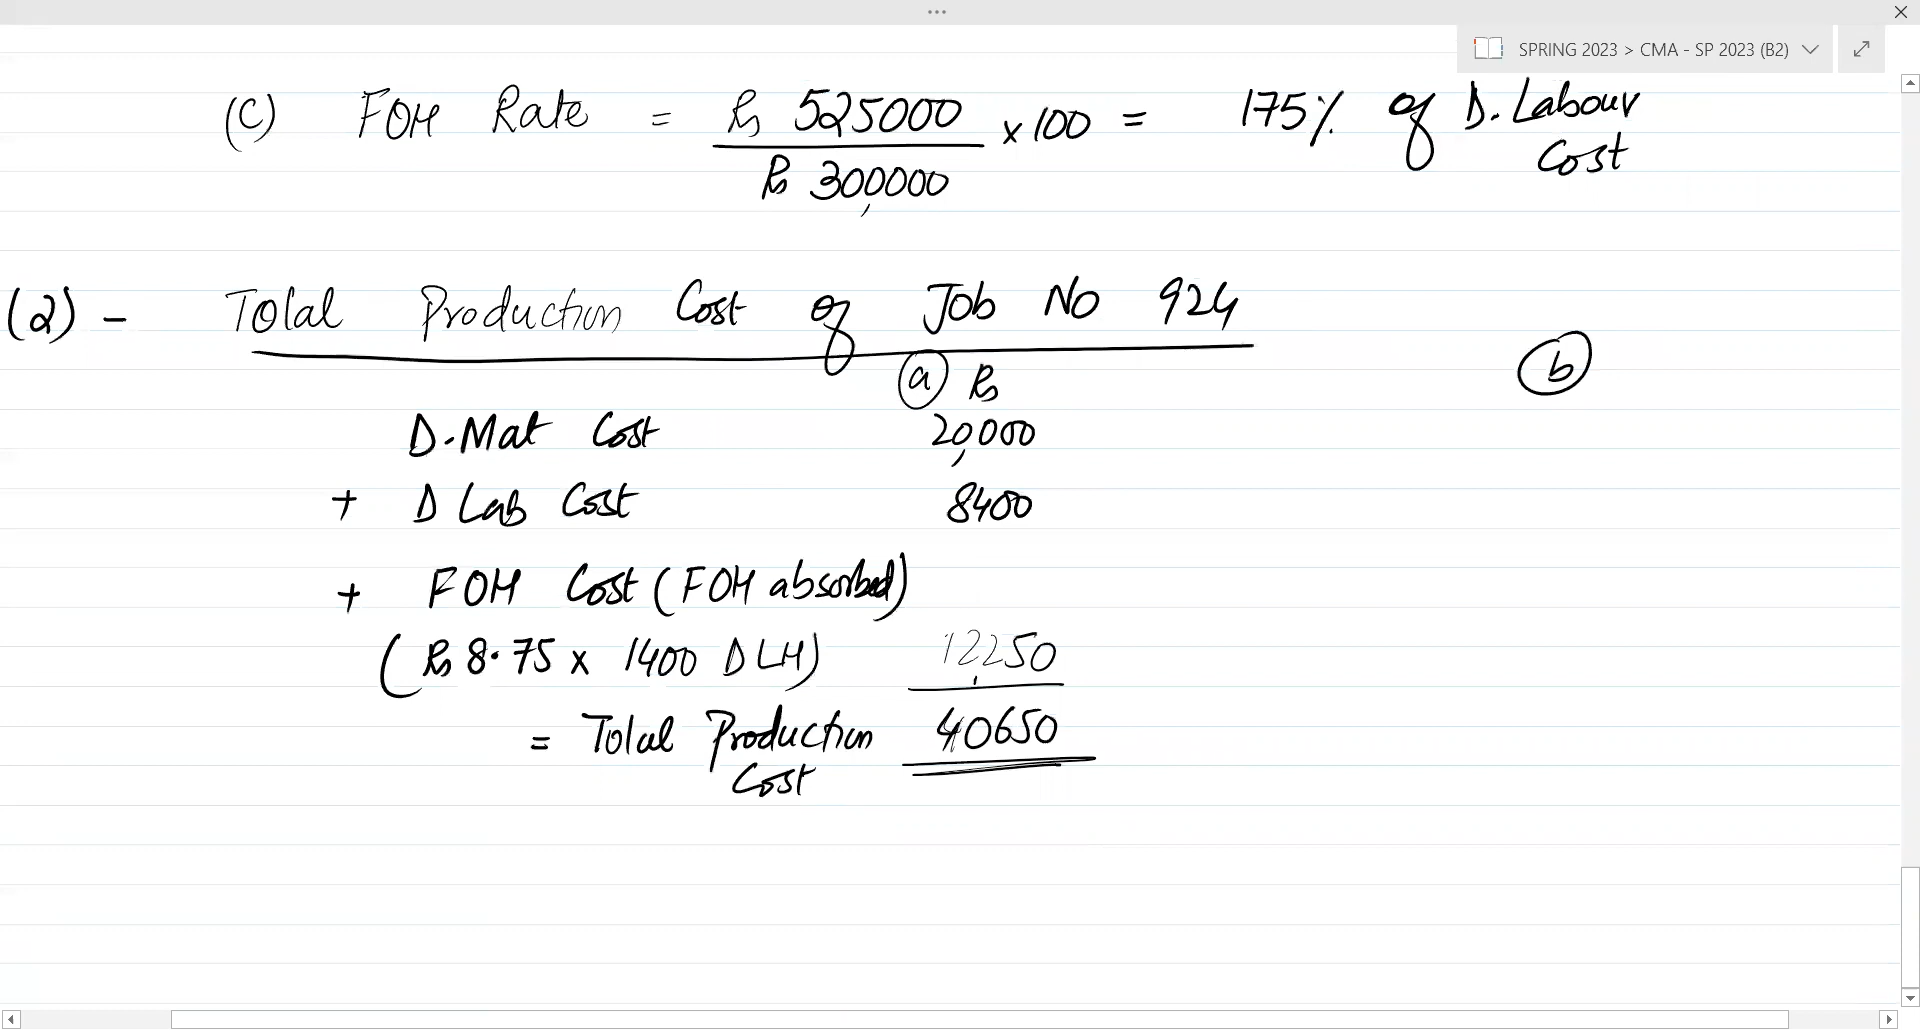 SPRING 2023 > CMA - SP 2023 (B2)
(C) FOH Rate = Rs 525000 / Rs 300,000 x 100 = 175% of D. Labour Cost
(2) - Total Production Cost of Job No 924
(a) Rs (b)
D. Mat Cost 20,000
+ D Lab Cost 8400
+ FOH Cost (FOH absorbed)
(Rs 8.75 x 1400 DLH) 12,250
= Total Production Cost 40650